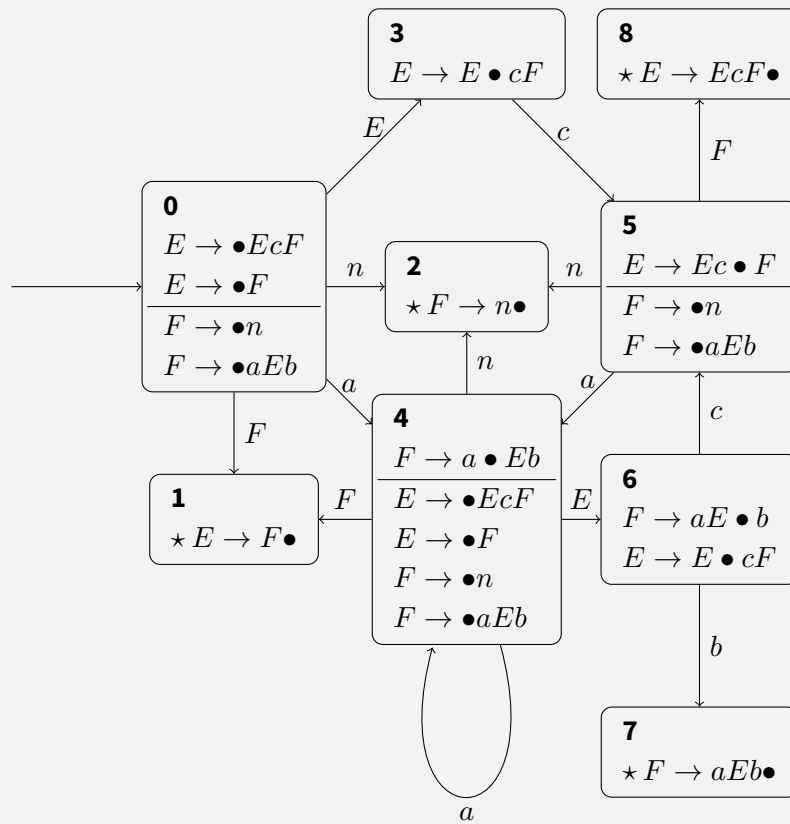 3
E → E • cF
8
⋆ E → EcF•
E
c
F
0
E → •EcF
E → •F
F → •n
F → •aEb
n
2
⋆ F → n•
n
5
E → Ec • F
F → •n
F → •aEb
a
n
a
c
F
4
F → a • Eb
E → •EcF
E → •F
F → •n
F → •aEb
1
⋆ E → F•
F
E
6
F → aE • b
E → E • cF
b
7
⋆ F → aEb•
a